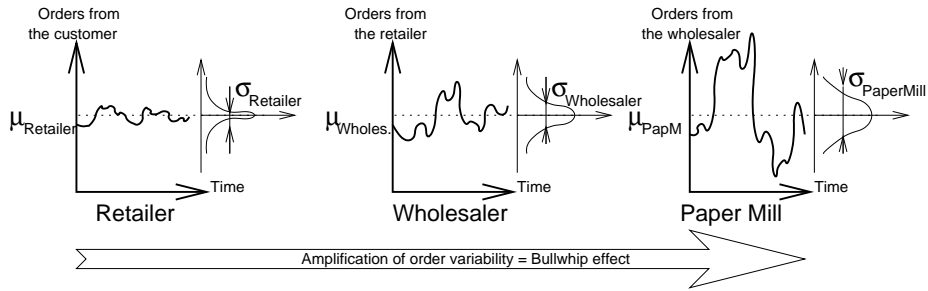 Orders from
the customer
μRetailer
σRetailer
Time
Retailer
Orders from
the retailer
μWholes.
σWholesaler
Time
Wholesaler
Orders from
the wholesaler
μPapM
σPaperMill
Time
Paper Mill
Amplification of order variability = Bullwhip effect